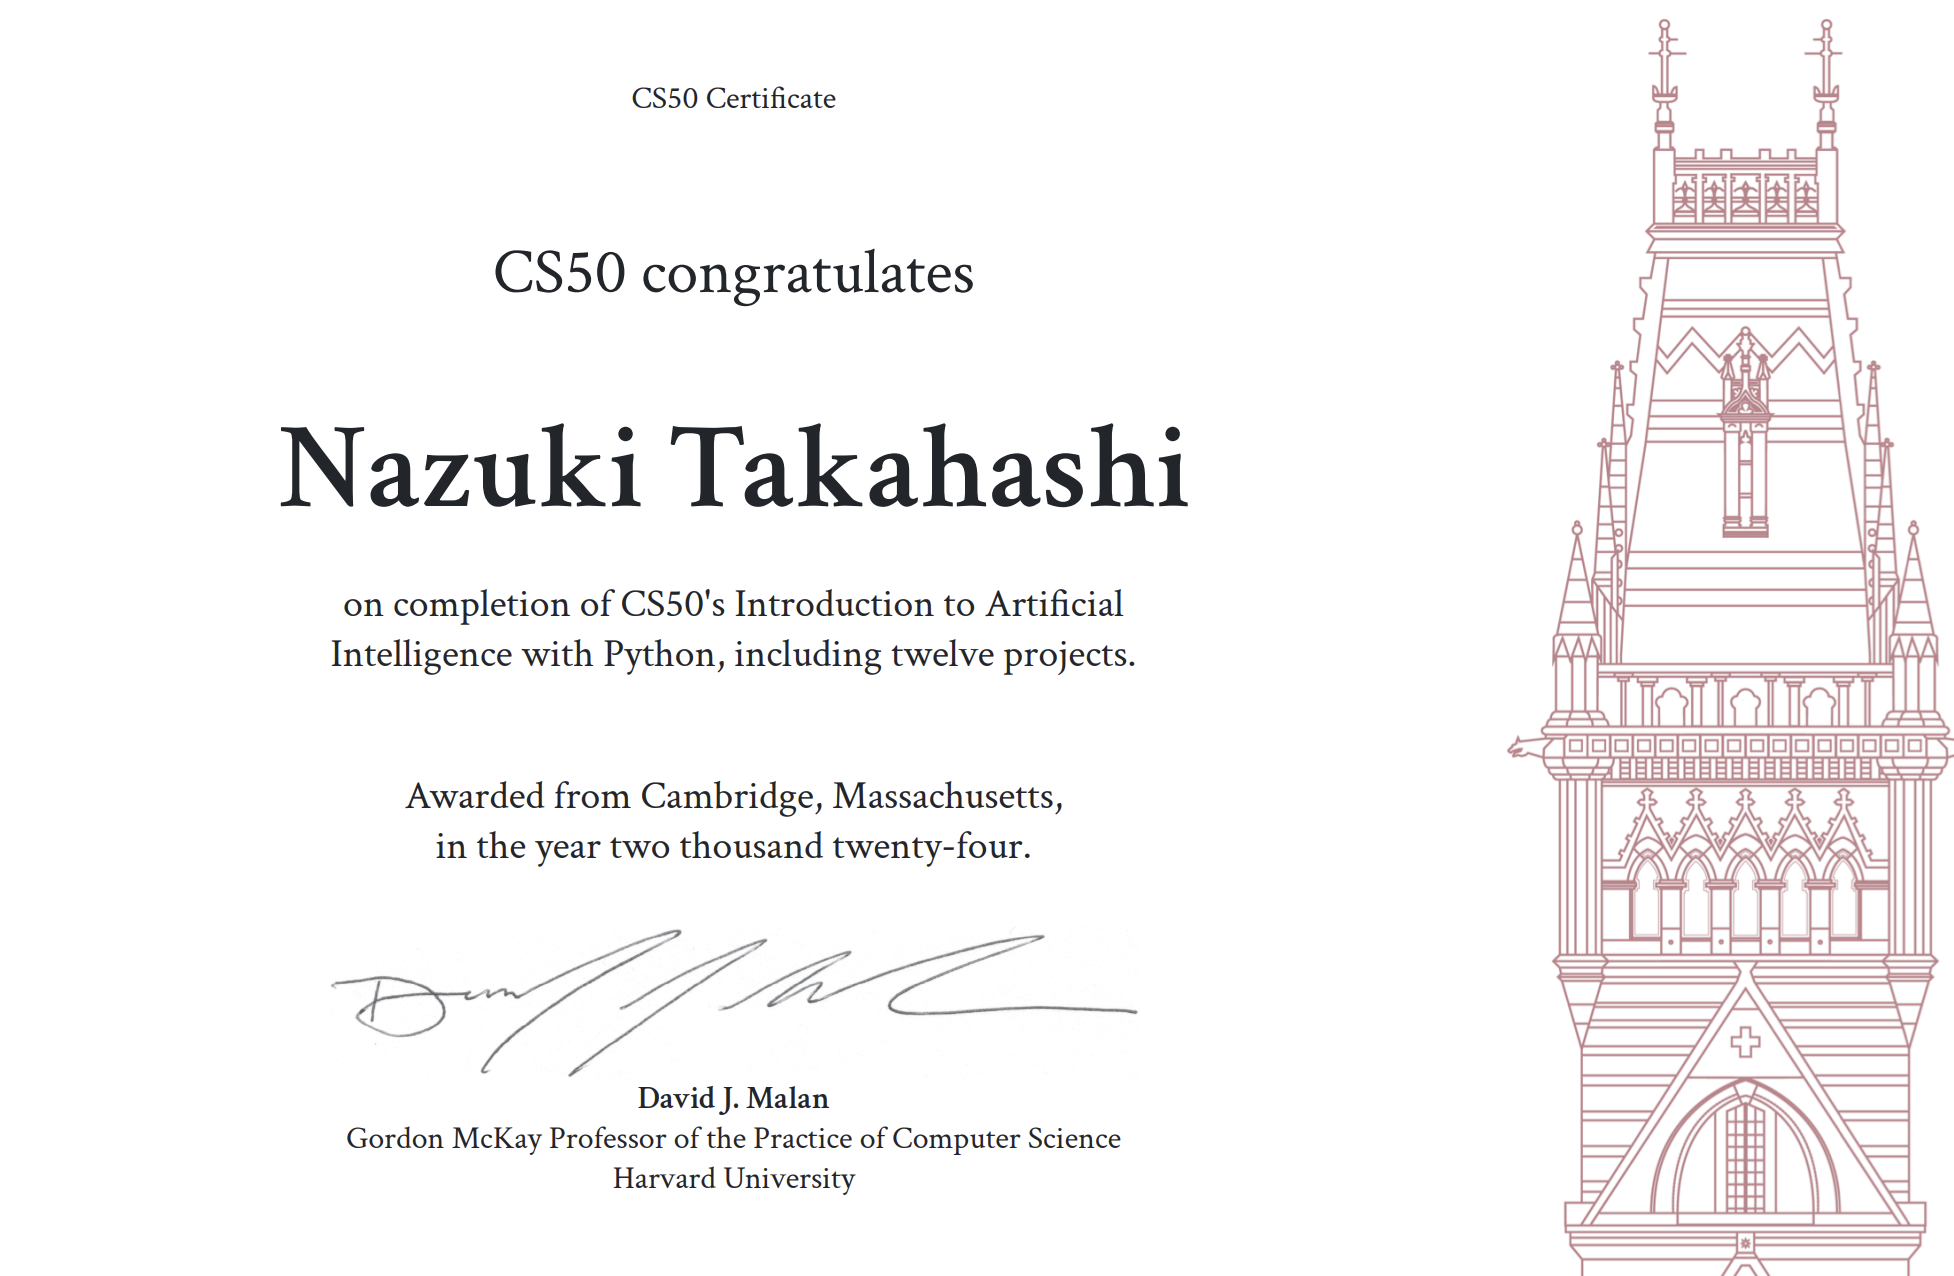 CS50 Certificate
CS50 congratulates
Nazuki Takahashi
on completion of CS50's Introduction to Artificial
Intelligence with Python, including twelve projects.
Awarded from Cambridge, Massachusetts,
in the year two thousand twenty-four.
David J. Malan
Gordon McKay Professor of the Practice of Computer Science
Harvard University